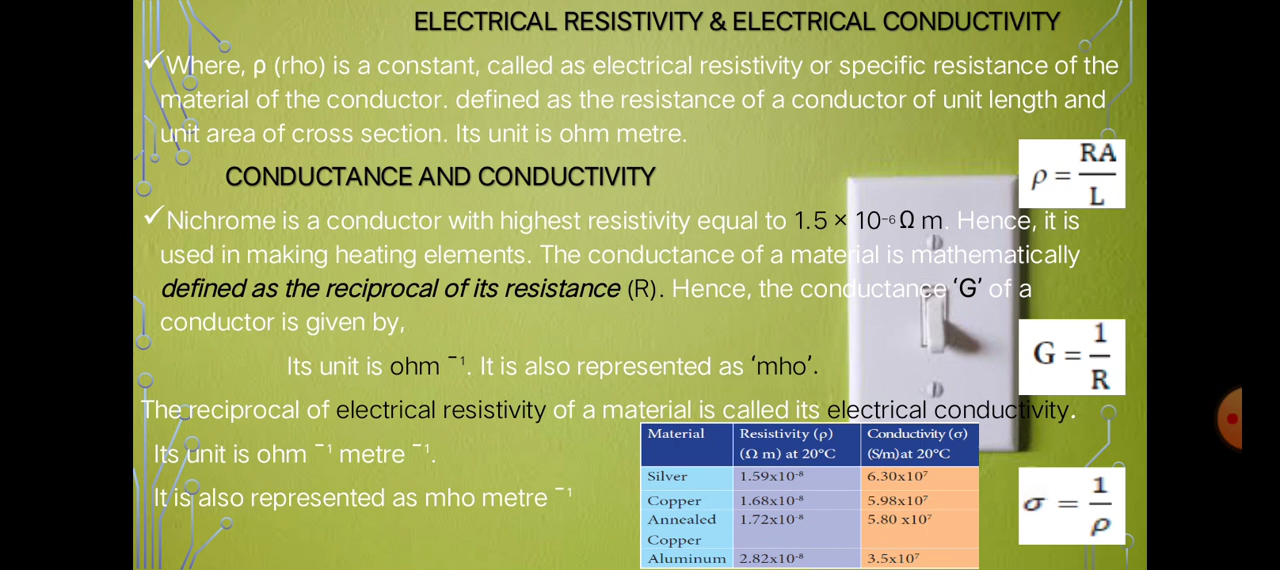 ELECTRICAL RESISTIVITY & ELECTRICAL CONDUCTIVITY
✓Where, ρ (rho) is a constant, called as electrical resistivity or specific resistance of the
material of the conductor. defined as the resistance of a conductor of unit length and
unit area of cross section. Its unit is ohm metre.
ρ = RA / L
CONDUCTANCE AND CONDUCTIVITY
✓Nichrome is a conductor with highest resistivity equal to 1.5 × 10⁻⁶ Ω m. Hence, it is
used in making heating elements. The conductance of a material is mathematically
defined as the reciprocal of its resistance (R). Hence, the conductance ‘G’ of a
conductor is given by,
G = 1 / R
Its unit is ohm ⁻¹. It is also represented as ‘mho’.
The reciprocal of electrical resistivity of a material is called its electrical conductivity.
Its unit is ohm ⁻¹ metre ⁻¹.
It is also represented as mho metre ⁻¹
σ = 1 / ρ
Material Resistivity (ρ) Conductivity (σ)
(Ω m) at 20°C (S/m)at 20°C
Silver 1.59x10⁻⁸ 6.30x10⁷
Copper 1.68x10⁻⁸ 5.98x10⁷
Annealed 1.72x10⁻⁸ 5.80 x10⁷
Copper
Aluminum 2.82x10⁻⁸ 3.5x10⁷